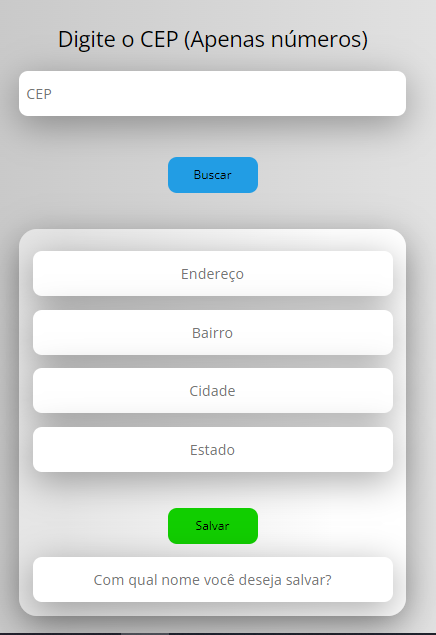 Digite o CEP (Apenas números)
CEP
Buscar
Endereço
Bairro
Cidade
Estado
Salvar
Com qual nome você deseja salvar?